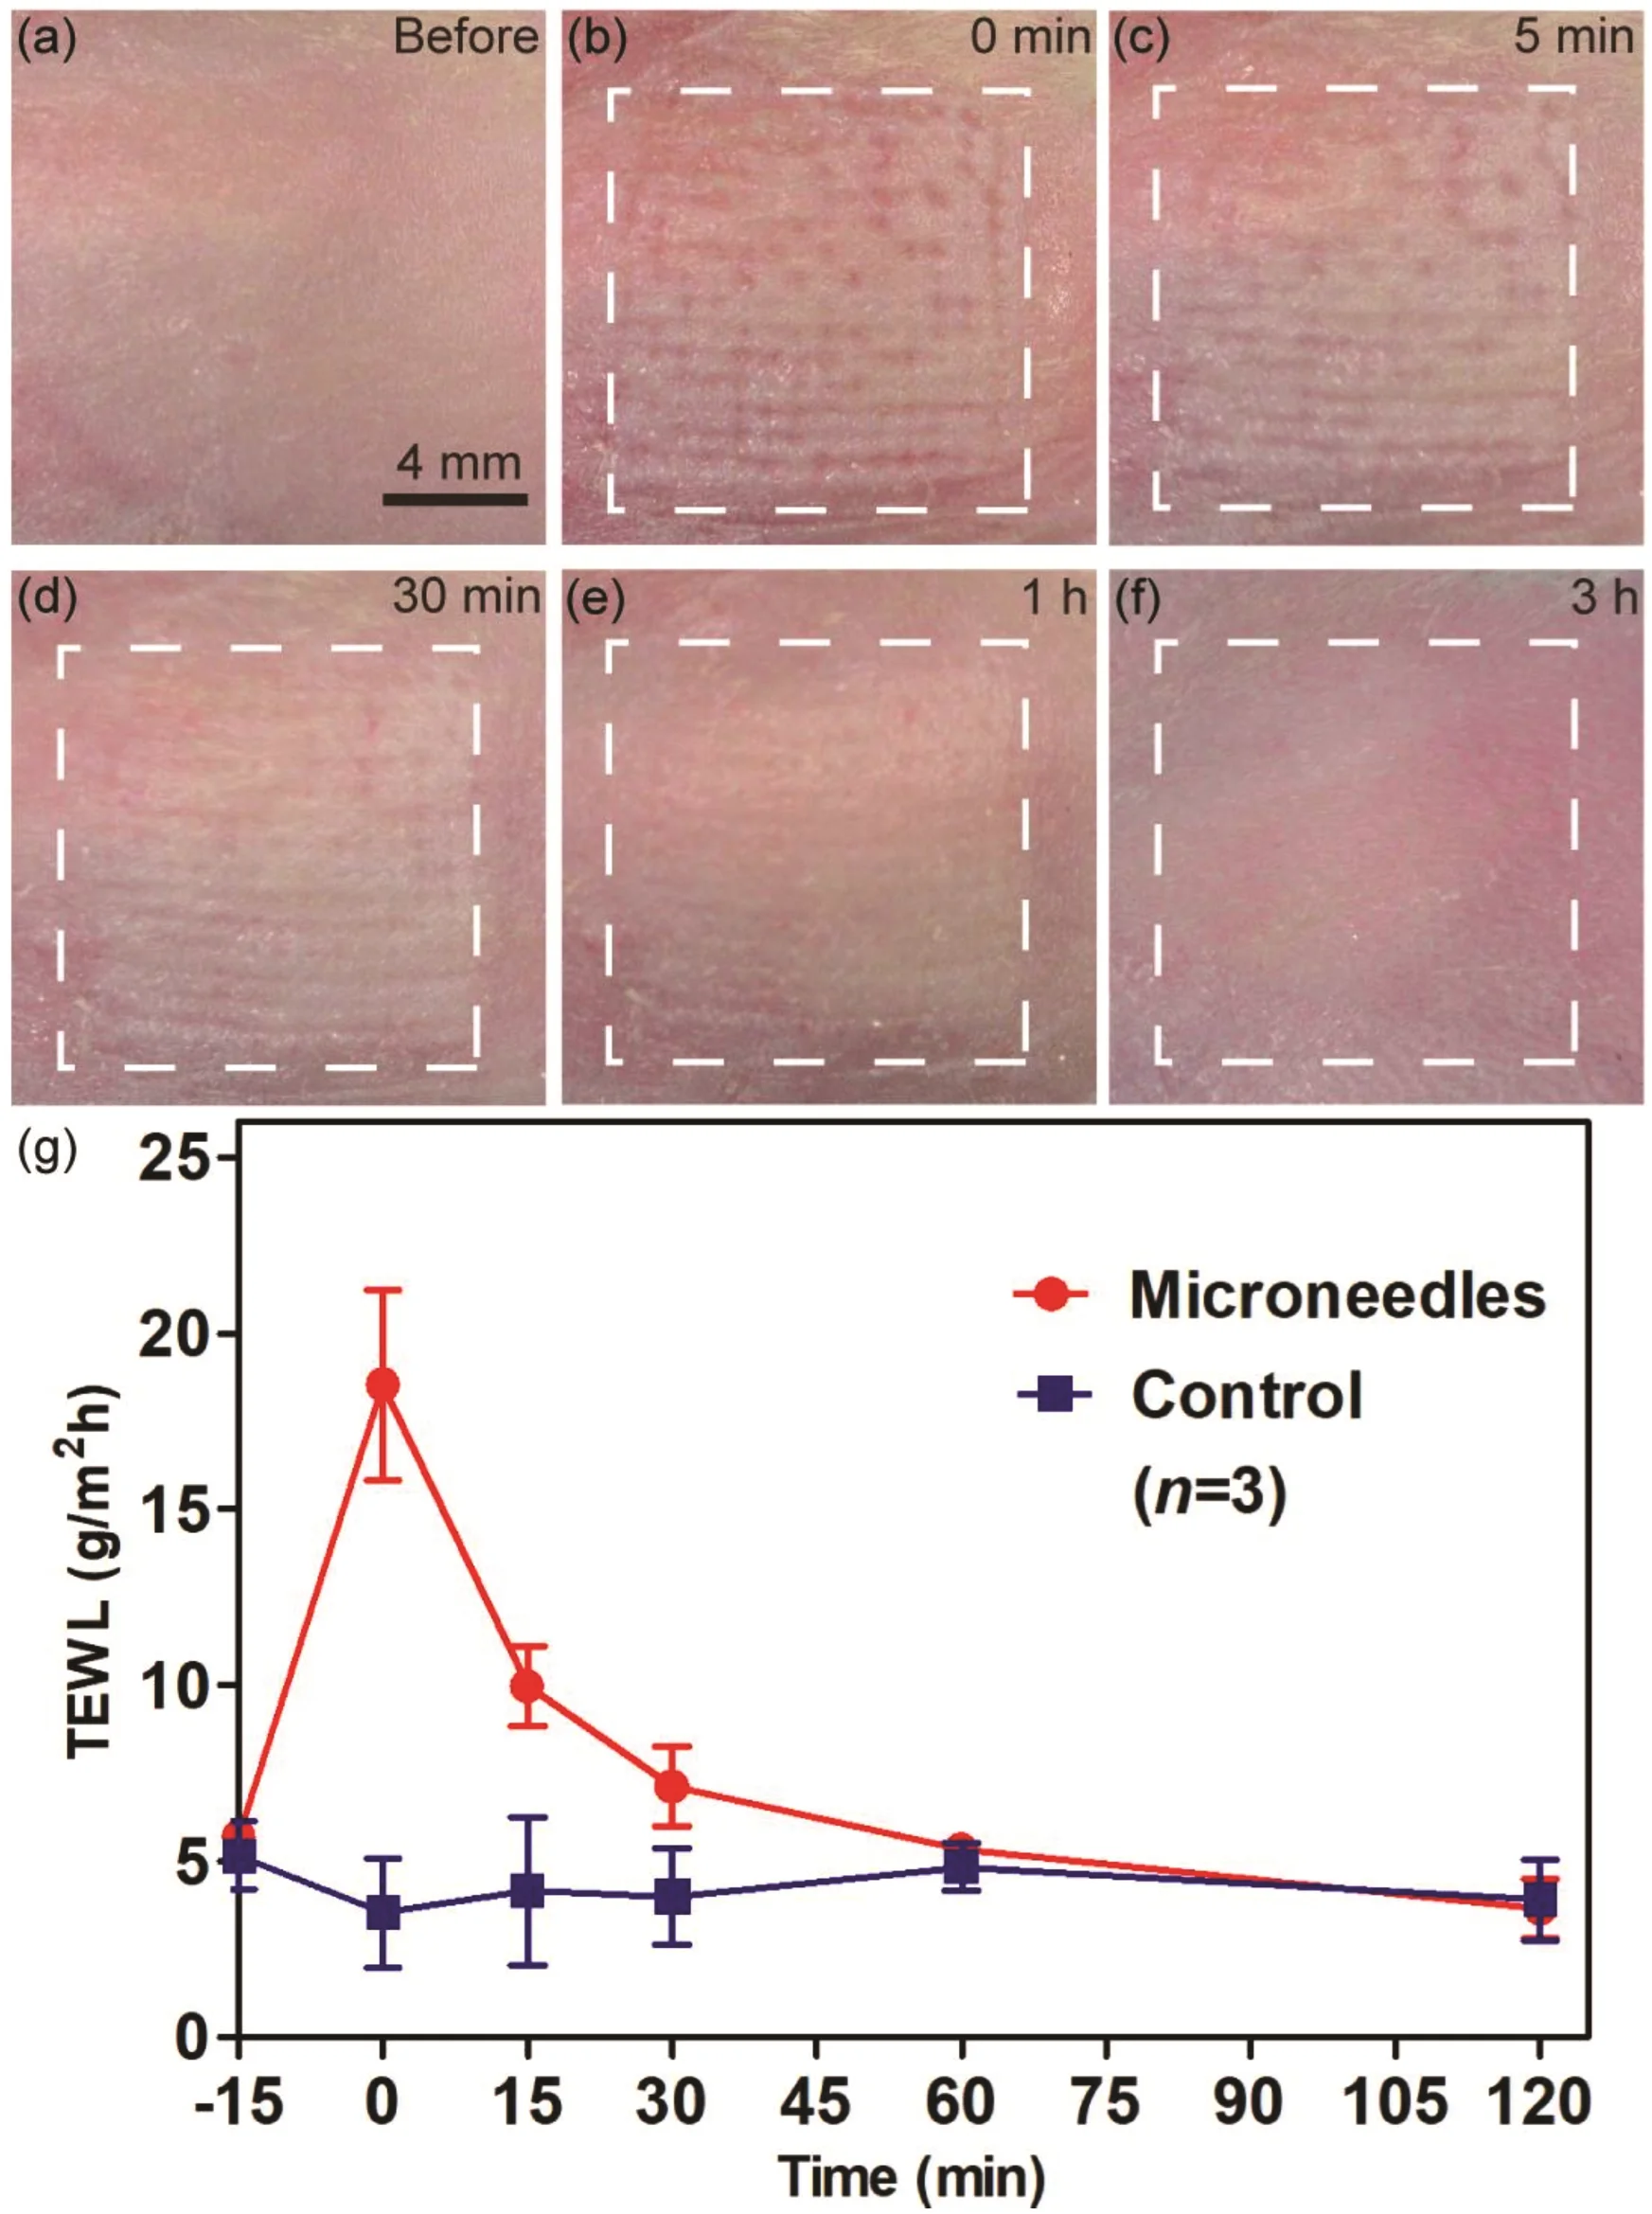 (a) Before
(b) 0 min
(c) 5 min
4 mm
(d) 30 min
(e) 1 h
(f) 3 h
(g)
25
20
15
10
5
0
TEWL (g/m²h)
Microneedles
Control
(n=3)
-15 0 15 30 45 60 75 90 105 120
Time (min)